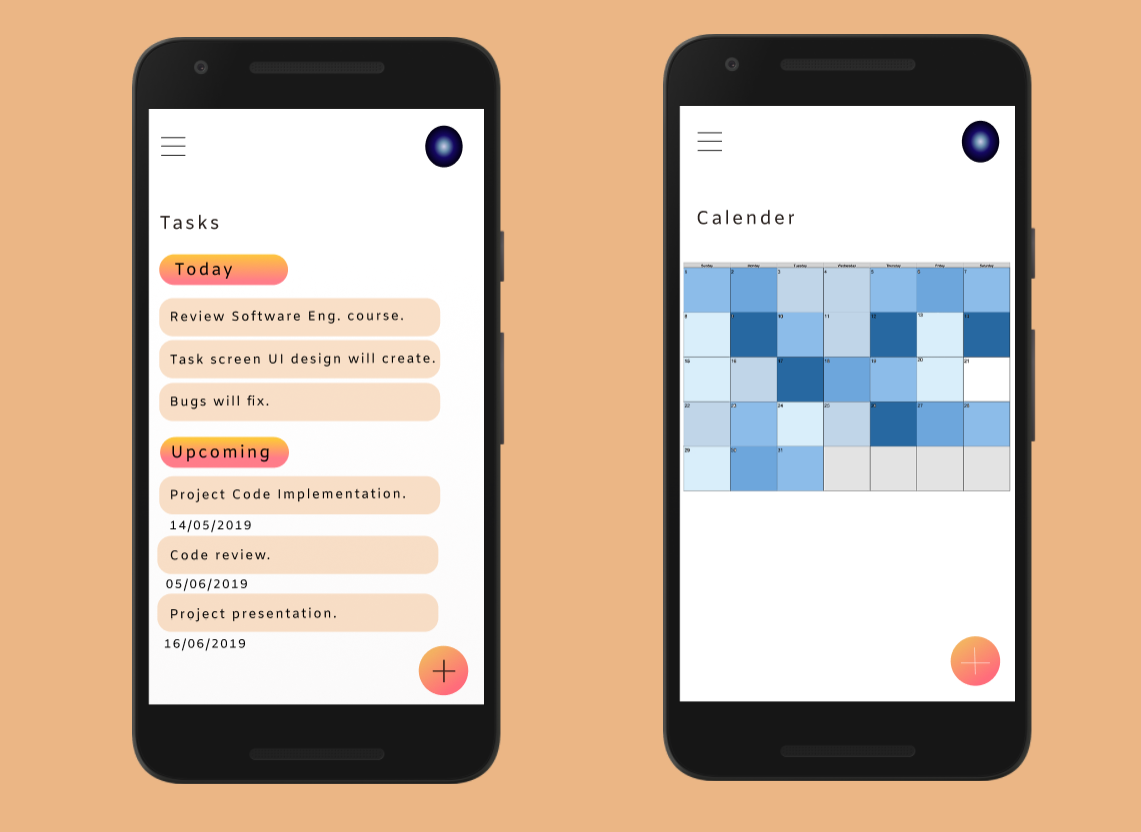 Tasks
Today
Review Software Eng. course.
Task screen UI design will create.
Bugs will fix.
Upcoming
Project Code Implementation.
14/05/2019
Code review.
05/06/2019
Project presentation.
16/06/2019
Calender
Sunday Monday Tuesday Wednesday Thursday Friday Saturday
1 2 3 4 5 6 7
8 9 10 11 12 13 14
15 16 17 18 19 20 21
22 23 24 25 26 27 28
29 30 31